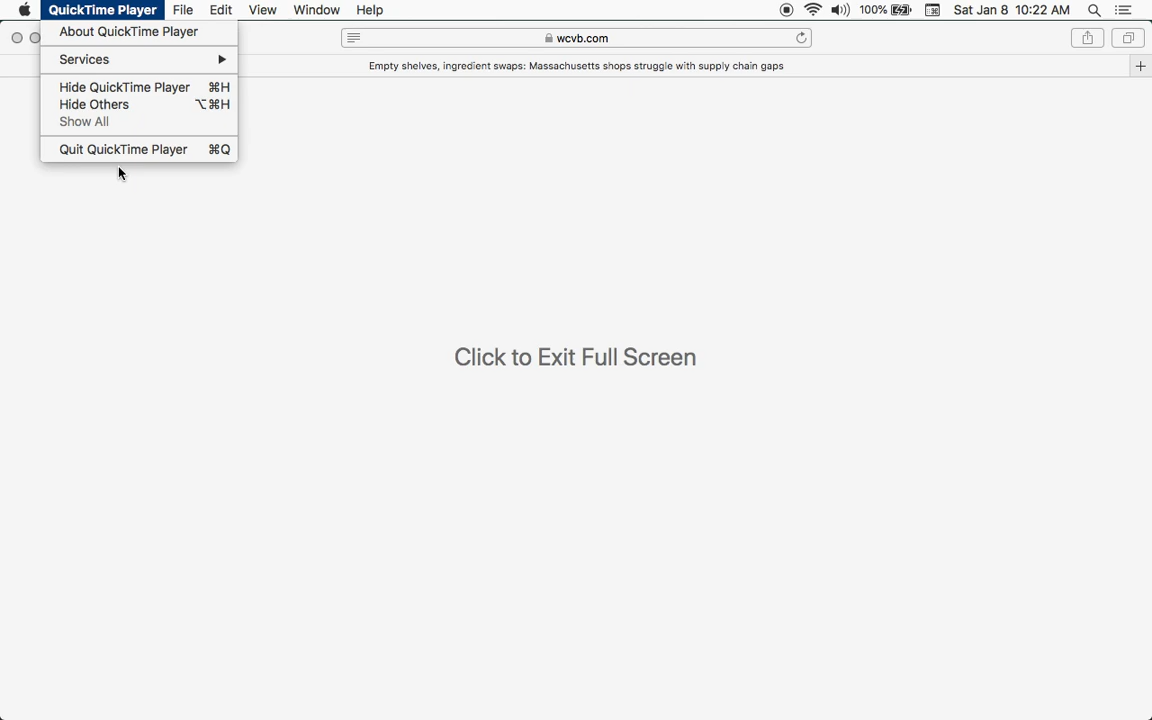 QuickTime Player File Edit View Window Help 100% Sat Jan 8 10:22 AM
About QuickTime Player
wcvb.com
Services
Empty shelves, ingredient swaps: Massachusetts shops struggle with supply chain gaps
Hide QuickTime Player ⌘H
Hide Others ⌥⌘H
Show All
Quit QuickTime Player ⌘Q
Click to Exit Full Screen